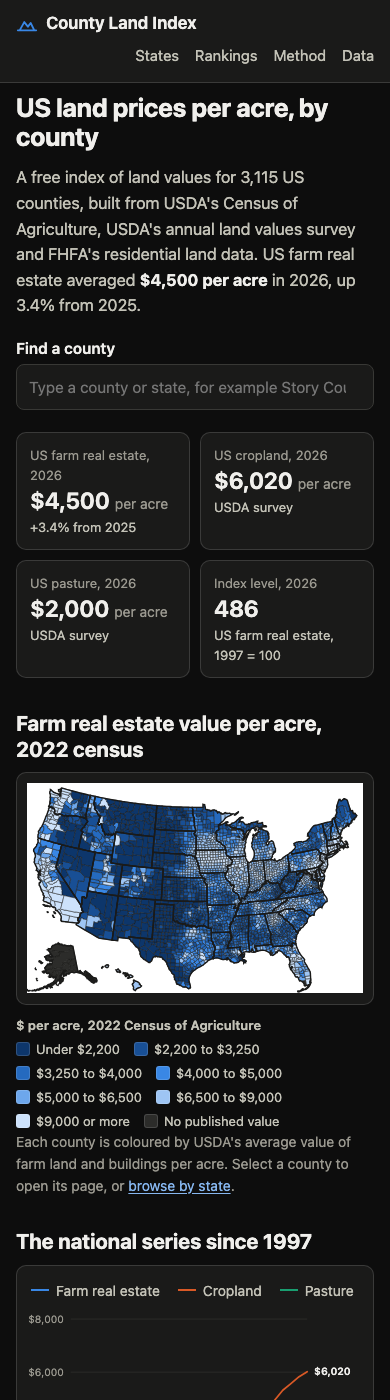 County Land Index
States Rankings Method Data
US land prices per acre, by
county
A free index of land values for 3,115 US
counties, built from USDA's Census of
Agriculture, USDA's annual land values survey
and FHFA's residential land data. US farm real
estate averaged $4,500 per acre in 2026, up
3.4% from 2025.
Find a county
Type a county or state, for example Story Cou
US farm real estate,
2026
$4,500 per acre
+3.4% from 2025
US cropland, 2026
$6,020 per acre
USDA survey
US pasture, 2026
$2,000 per acre
USDA survey
Index level, 2026
486
US farm real estate,
1997 = 100
Farm real estate value per acre,
2022 census
$ per acre, 2022 Census of Agriculture
Under $2,200 $2,200 to $3,250
$3,250 to $4,000 $4,000 to $5,000
$5,000 to $6,500 $6,500 to $9,000
$9,000 or more No published value
Each county is coloured by USDA's average value of
farm land and buildings per acre. Select a county to
open its page, or browse by state.
The national series since 1997
Farm real estate Cropland Pasture
$8,000
$6,000
$6,020